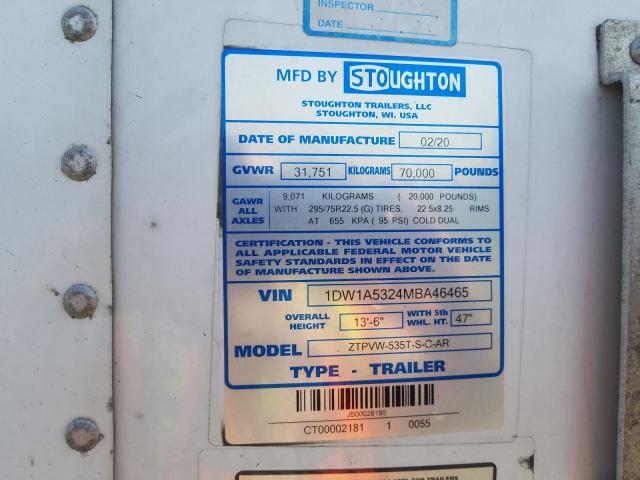 INSPECTOR
DATE
MFD BY STOUGHTON
STOUGHTON TRAILERS, LLC
STOUGHTON, WI. USA
DATE OF MANUFACTURE 02/20
GVWR 31,751 KILOGRAMS 70,000 POUNDS
GAWR ALL AXLES
9,071 KILOGRAMS ( 20,000 POUNDS)
WITH 295/75R22.5 (G) TIRES, 22.5x8.25 RIMS
AT 655 KPA ( 95 PSI) COLD DUAL
CERTIFICATION - THIS VEHICLE CONFORMS TO
ALL APPLICABLE FEDERAL MOTOR VEHICLE
SAFETY STANDARDS IN EFFECT ON THE DATE
OF MANUFACTURE SHOWN ABOVE.
VIN 1DW1A5324MBA46465
OVERALL HEIGHT 13'-6" WITH 5th WHL. HT. 47"
MODEL ZTPVW-535T-S-C-AR
TYPE - TRAILER
JB00028190
CT00002181 1 0055
FOR TRAILERS